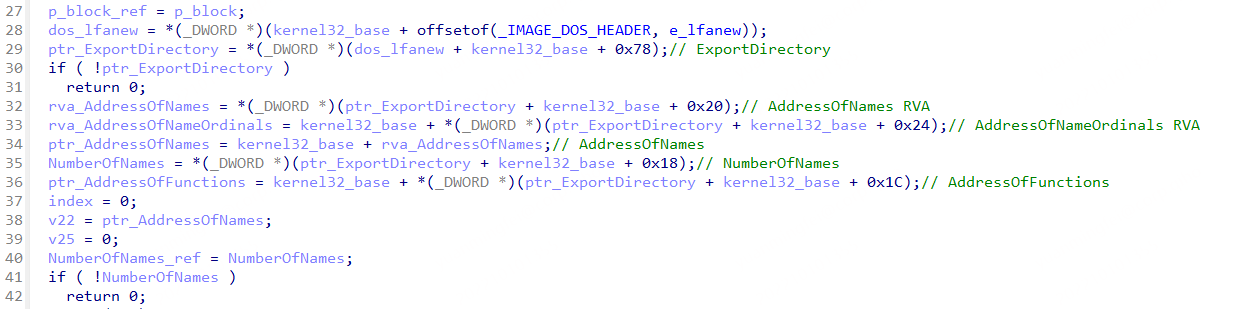 27 p_block_ref = p_block;
28 dos_lfanew = *(_DWORD *)(kernel32_base + offsetof(_IMAGE_DOS_HEADER, e_lfanew));
29 ptr_ExportDirectory = *(_DWORD *)(dos_lfanew + kernel32_base + 0x78);// ExportDirectory
30 if ( !ptr_ExportDirectory )
31 return 0;
32 rva_AddressOfNames = *(_DWORD *)(ptr_ExportDirectory + kernel32_base + 0x20);// AddressOfNames RVA
33 rva_AddressOfNameOrdinals = kernel32_base + *(_DWORD *)(ptr_ExportDirectory + kernel32_base + 0x24);// AddressOfNameOrdinals RVA
34 ptr_AddressOfNames = kernel32_base + rva_AddressOfNames;// AddressOfNames
35 NumberOfNames = *(_DWORD *)(ptr_ExportDirectory + kernel32_base + 0x18);// NumberOfNames
36 ptr_AddressOfFunctions = kernel32_base + *(_DWORD *)(ptr_ExportDirectory + kernel32_base + 0x1C);// AddressOfFunctions
37 index = 0;
38 v22 = ptr_AddressOfNames;
39 v25 = 0;
40 NumberOfNames_ref = NumberOfNames;
41 if ( !NumberOfNames )
42 return 0;